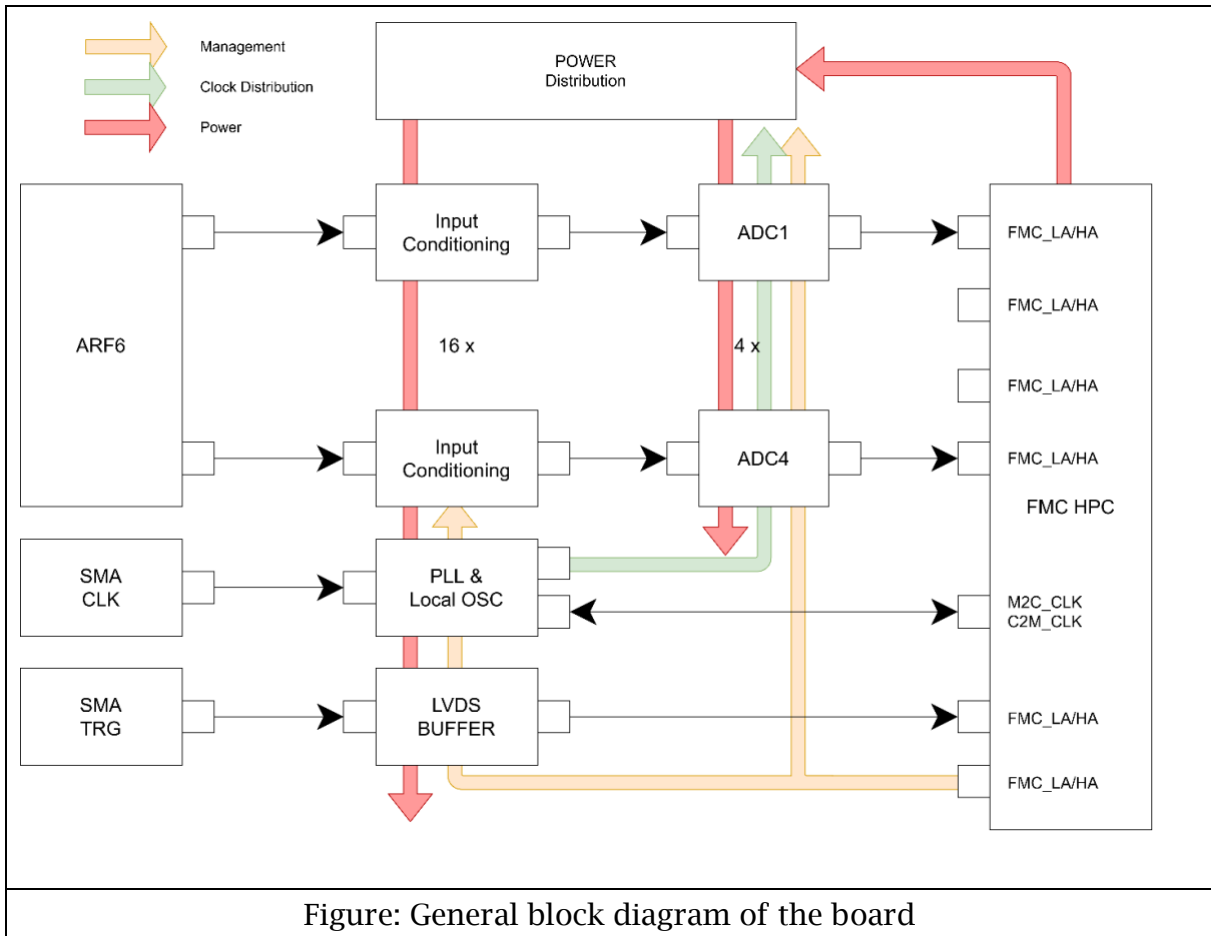 Management
Clock Distribution
Power
POWER
Distribution
ARF6
Input
Conditioning
ADC1
FMC_LA/HA
FMC_LA/HA
16 x
4 x
FMC_LA/HA
Input
Conditioning
ADC4
FMC_LA/HA
FMC HPC
SMA
CLK
PLL &
Local OSC
M2C_CLK
C2M_CLK
SMA
TRG
LVDS
BUFFER
FMC_LA/HA
FMC_LA/HA
Figure: General block diagram of the board